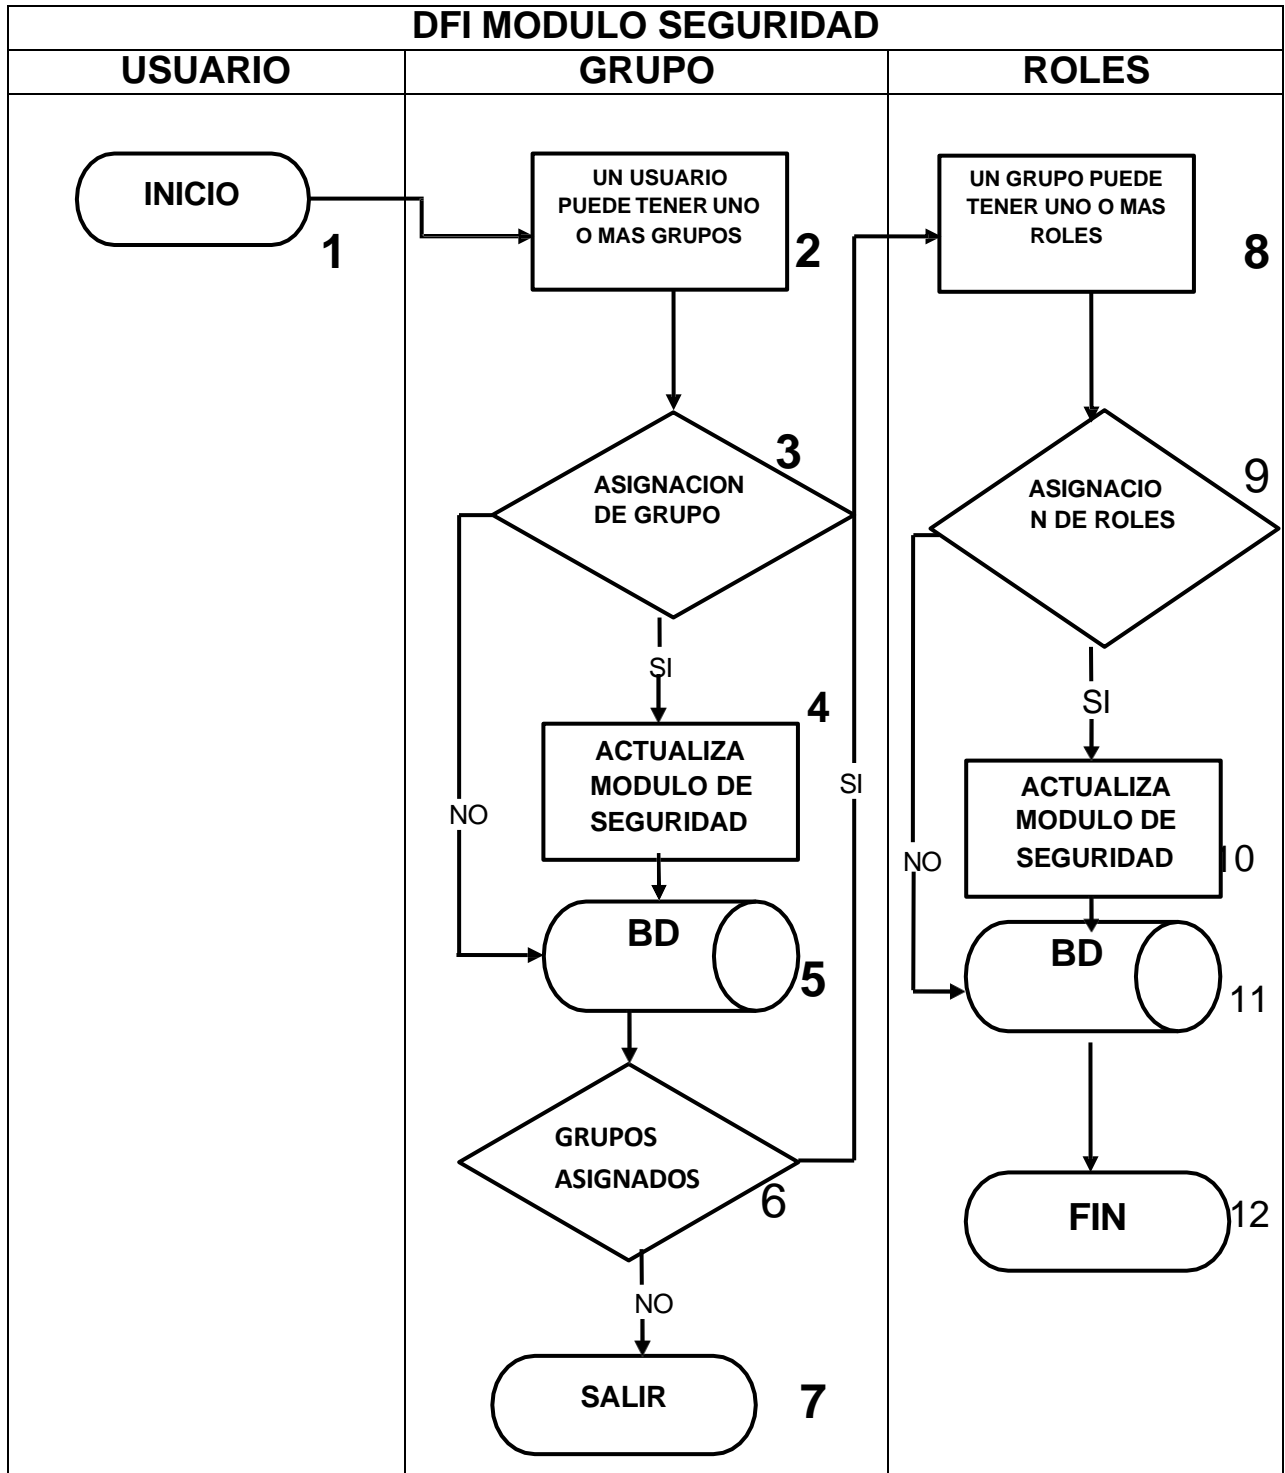 DFI MODULO SEGURIDAD
USUARIO
GRUPO
ROLES
INICIO
1
UN USUARIO
PUEDE TENER UNO
O MAS GRUPOS
2
3
ASIGNACION
DE GRUPO
SI
NO
4
ACTUALIZA
MODULO DE
SEGURIDAD
SI
BD
5
GRUPOS
ASIGNADOS
6
NO
SALIR
7
UN GRUPO PUEDE
TENER UNO O MAS
ROLES
8
9
ASIGNACIO
N DE ROLES
SI
NO
ACTUALIZA
MODULO DE
SEGURIDAD
10
BD
11
FIN
12